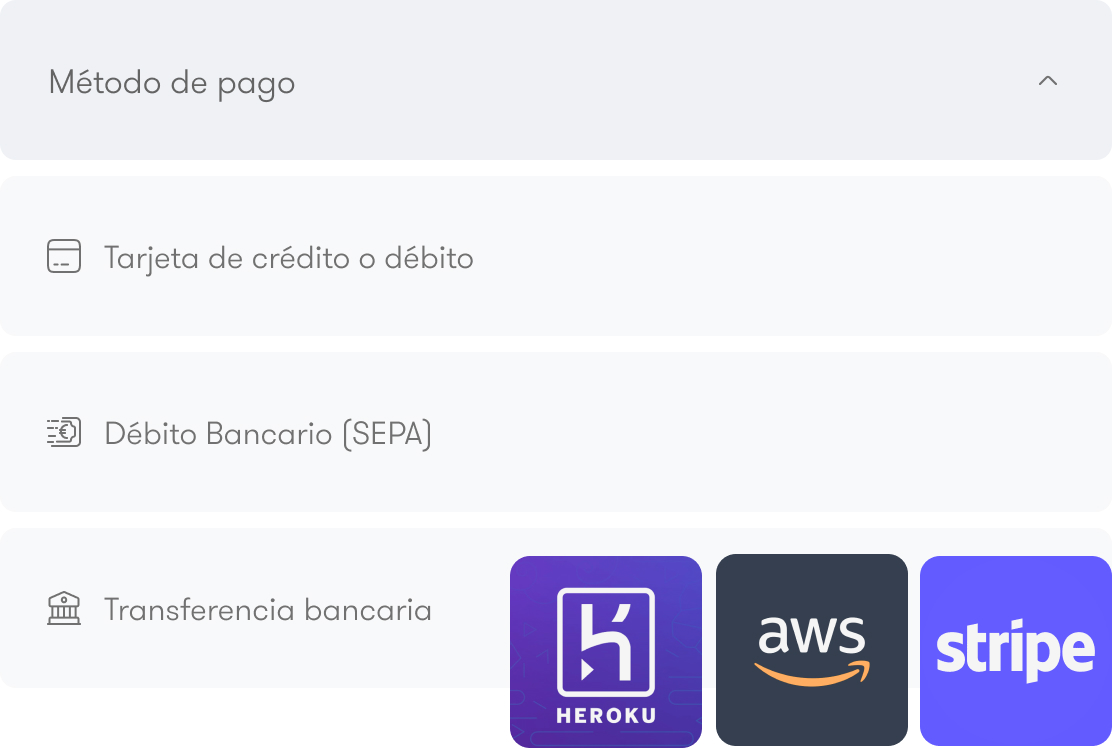 Método de pago
Tarjeta de crédito o débito
Débito Bancario (SEPA)
Transferencia bancaria
HEROKU
aws
stripe